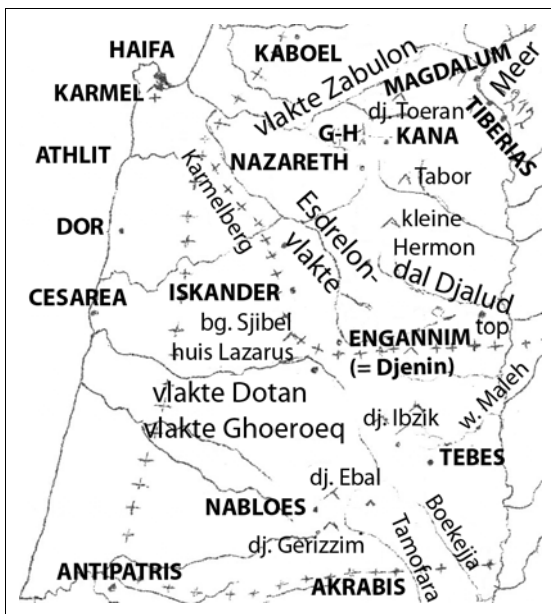 HAIFA
KABOEL
vlakte Zabulon
MAGDALUM
Meer
KARMEL
dj. Toeran
TIBERIAS
G-H
KANA
ATHLIT
NAZARETH
Karmelberg
Tabor
Esdrelon-
vlakte
kleine
Hermon
DOR
dal Djalud
CESAREA
ISKANDER
bg. Sjibel
top
huis Lazarus
ENGANNIM
(= Djenin)
vlakte Dotan
dj. Ibzik
w. Maleh
vlakte Ghoeroeq
TEBES
dj. Ebal
NABLOES
Boekejja
Tamofara
dj. Gerizzim
ANTIPATRIS
AKRABIS